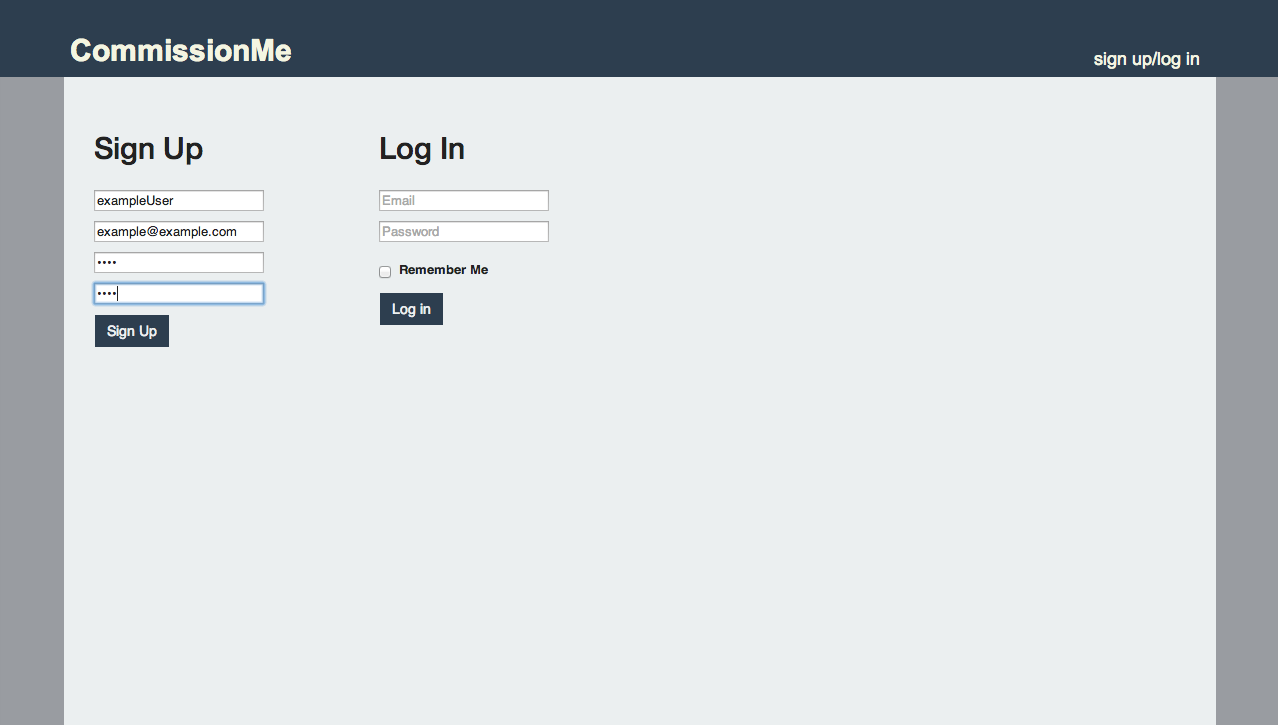 CommissionMe
sign up/log in
Sign Up
exampleUser
example@example.com
••••
••••
Sign Up
Log In
Email
Password
Remember Me
Log in